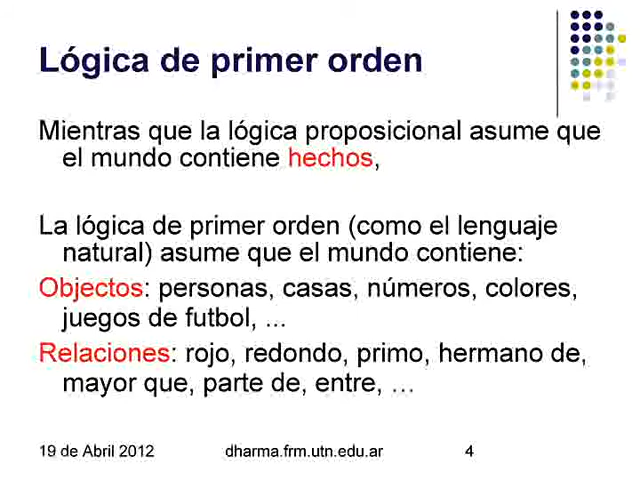 Lógica de primer orden
Mientras que la lógica proposicional asume que
el mundo contiene hechos,
La lógica de primer orden (como el lenguaje
natural) asume que el mundo contiene:
Objectos: personas, casas, números, colores,
juegos de futbol, ...
Relaciones: rojo, redondo, primo, hermano de,
mayor que, parte de, entre, …
19 de Abril 2012 dharma.frm.utn.edu.ar 4